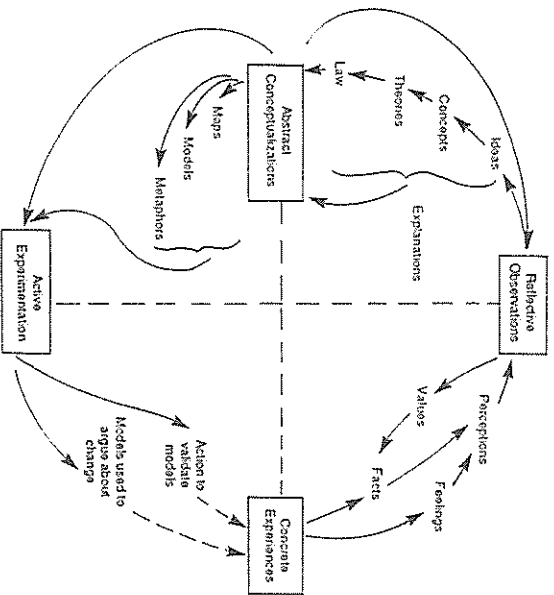 Reflective
Observations
Ideas
Concepts
Theories
Law
Explanations
Perceptions
Values
Feelings
Facts
Abstract
Conceptualizations
Concrete
Experiences
Maps
Models
Metaphors
Action to
validate
models
Models used to
argue about
change
Active
Experimentation